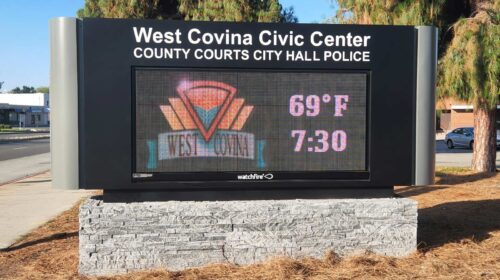 West Covina Civic Center
COUNTY COURTS CITY HALL POLICE
69°F
7:30
WEST COVINA
watchfire